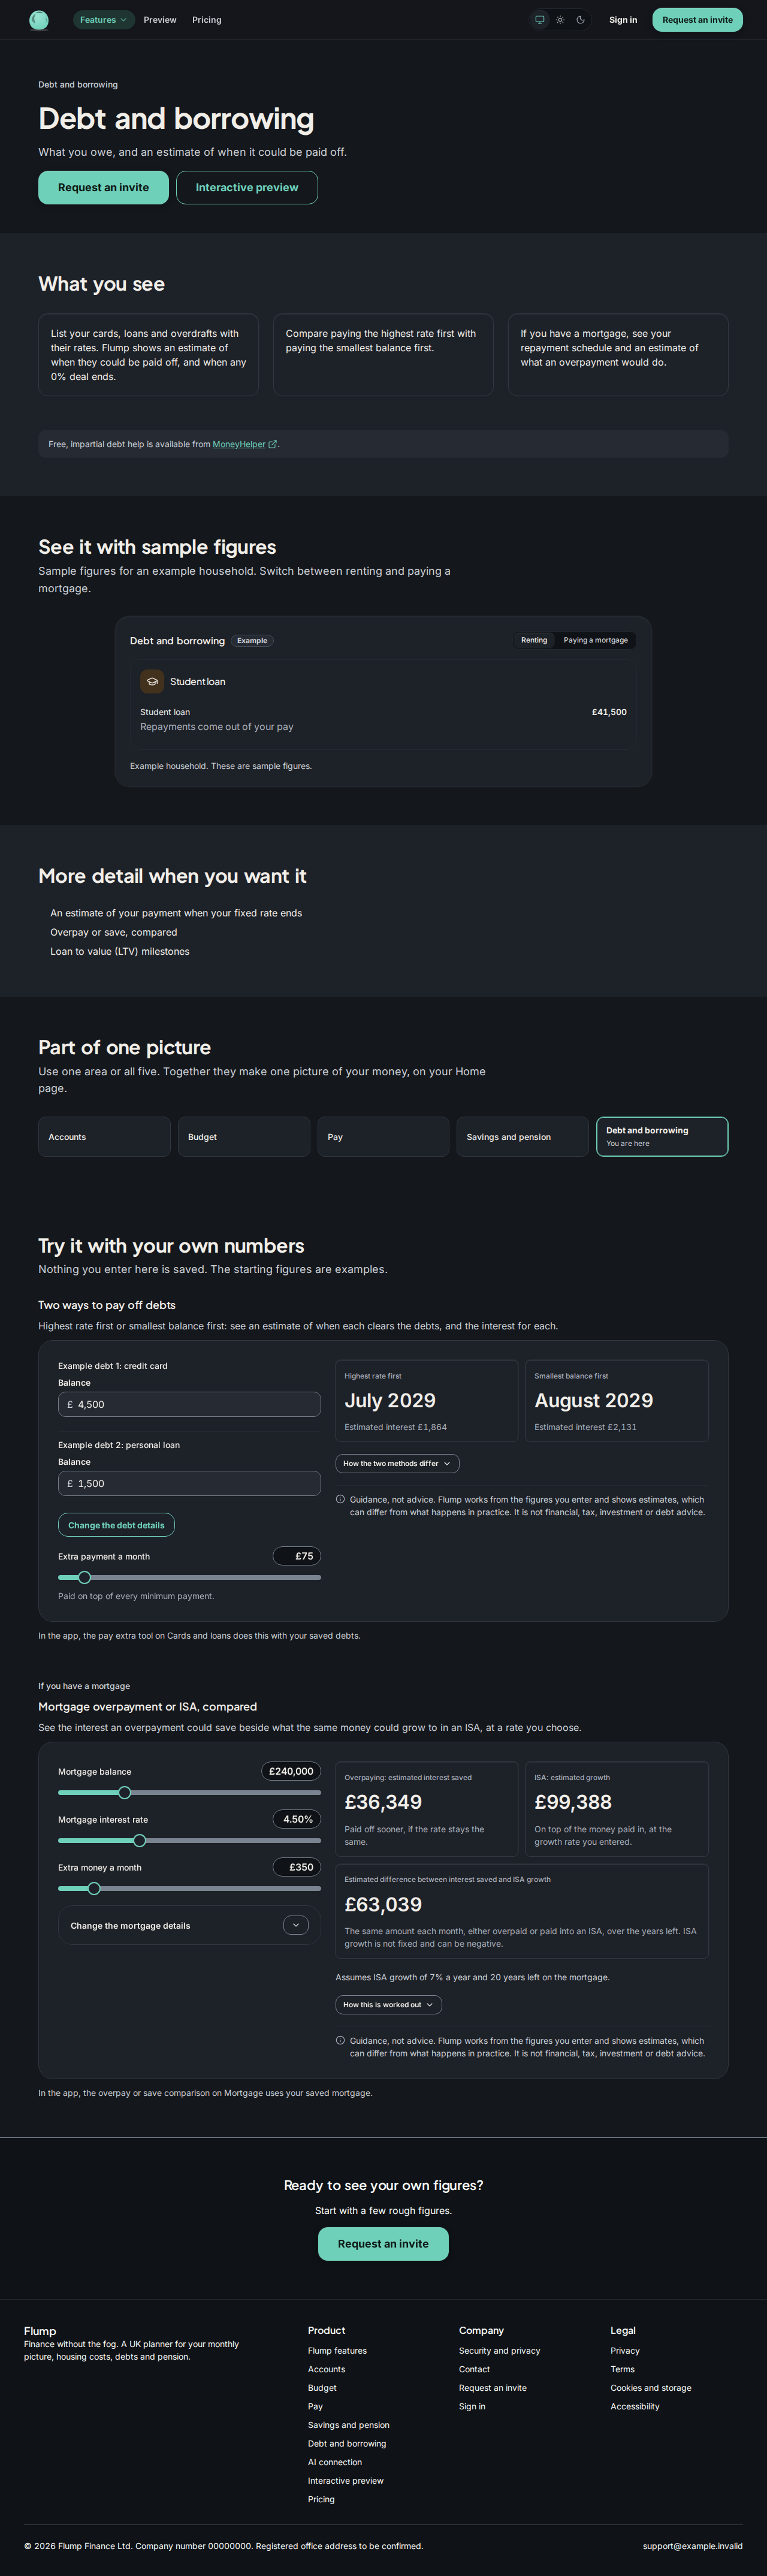 Features
Preview
Pricing
Sign in
Request an invite
Debt and borrowing
Debt and borrowing
What you owe, and an estimate of when it could be paid off.
Request an invite
Interactive preview
What you see
List your cards, loans and overdrafts with
their rates. Flump shows an estimate of
when they could be paid off, and when any
0% deal ends.
Compare paying the highest rate first with
paying the smallest balance first.
If you have a mortgage, see your
repayment schedule and an estimate of
what an overpayment would do.
Free, impartial debt help is available from MoneyHelper.
See it with sample figures
Sample figures for an example household. Switch between renting and paying a
mortgage.
Debt and borrowing
Example
Renting
Paying a mortgage
Student loan
Student loan
£41,500
Repayments come out of your pay
Example household. These are sample figures.
More detail when you want it
An estimate of your payment when your fixed rate ends
Overpay or save, compared
Loan to value (LTV) milestones
Part of one picture
Use one area or all five. Together they make one picture of your money, on your Home
page.
Accounts
Budget
Pay
Savings and pension
Debt and borrowing
You are here
Try it with your own numbers
Nothing you enter here is saved. The starting figures are examples.
Two ways to pay off debts
Highest rate first or smallest balance first: see an estimate of when each clears the debts, and the interest for each.
Example debt 1: credit card
Balance
£ 4,500
Example debt 2: personal loan
Balance
£ 1,500
Change the debt details
Extra payment a month
£75
Paid on top of every minimum payment.
Highest rate first
July 2029
Estimated interest £1,864
Smallest balance first
August 2029
Estimated interest £2,131
How the two methods differ
Guidance, not advice. Flump works from the figures you enter and shows estimates, which
can differ from what happens in practice. It is not financial, tax, investment or debt advice.
In the app, the pay extra tool on Cards and loans does this with your saved debts.
If you have a mortgage
Mortgage overpayment or ISA, compared
See the interest an overpayment could save beside what the same money could grow to in an ISA, at a rate you choose.
Mortgage balance
£240,000
Mortgage interest rate
4.50%
Extra money a month
£350
Change the mortgage details
Overpaying: estimated interest saved
£36,349
Paid off sooner, if the rate stays the
same.
ISA: estimated growth
£99,388
On top of the money paid in, at the
growth rate you entered.
Estimated difference between interest saved and ISA growth
£63,039
The same amount each month, either overpaid or paid into an ISA, over the years left. ISA
growth is not fixed and can be negative.
Assumes ISA growth of 7% a year and 20 years left on the mortgage.
How this is worked out
Guidance, not advice. Flump works from the figures you enter and shows estimates, which
can differ from what happens in practice. It is not financial, tax, investment or debt advice.
In the app, the overpay or save comparison on Mortgage uses your saved mortgage.
Ready to see your own figures?
Start with a few rough figures.
Request an invite
Flump
Finance without the fog. A UK planner for your monthly
picture, housing costs, debts and pension.
Product
Flump features
Accounts
Budget
Pay
Savings and pension
Debt and borrowing
AI connection
Interactive preview
Pricing
Company
Security and privacy
Contact
Request an invite
Sign in
Legal
Privacy
Terms
Cookies and storage
Accessibility
© 2026 Flump Finance Ltd. Company number 00000000. Registered office address to be confirmed.
support@example.invalid